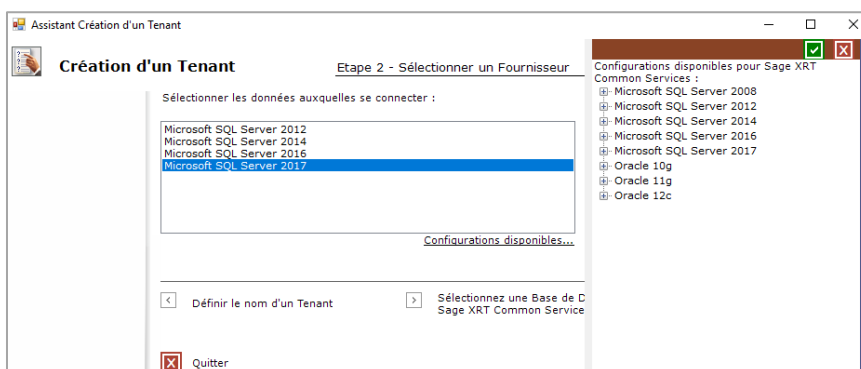 Assistant Création d'un Tenant
Création d'un Tenant
Etape 2 - Sélectionner un Fournisseur
Sélectionner les données auxquelles se connecter :
Microsoft SQL Server 2012
Microsoft SQL Server 2014
Microsoft SQL Server 2016
Microsoft SQL Server 2017
Configurations disponibles...
Définir le nom d'un Tenant
Sélectionnez une Base de D
Sage XRT Common Service
Quitter
Configurations disponibles pour Sage XRT
Common Services :
Microsoft SQL Server 2008
Microsoft SQL Server 2012
Microsoft SQL Server 2014
Microsoft SQL Server 2016
Microsoft SQL Server 2017
Oracle 10g
Oracle 11g
Oracle 12c